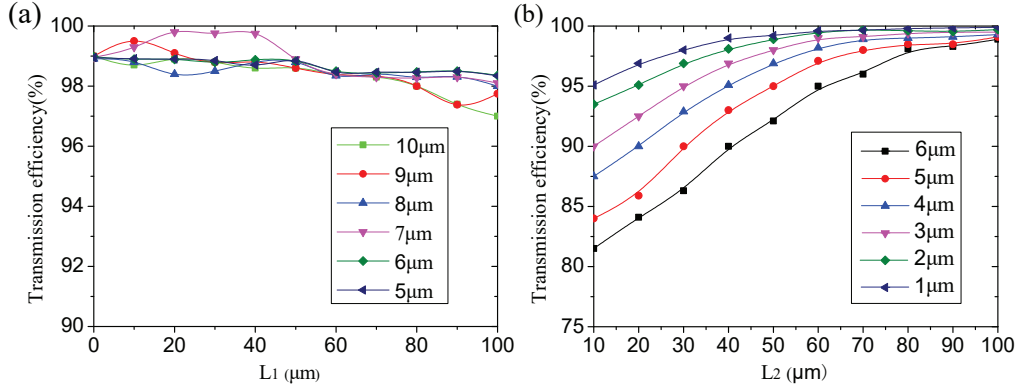 (a)
Transmission efficiency(%)
100
98
96
94
92
90
0 20 40 60 80 100
L1 (μm)
10μm
9μm
8μm
7μm
6μm
5μm
(b)
Transmission efficiency(%)
100
95
90
85
80
75
10 20 30 40 50 60 70 80 90 100
L2 (μm)
6μm
5μm
4μm
3μm
2μm
1μm